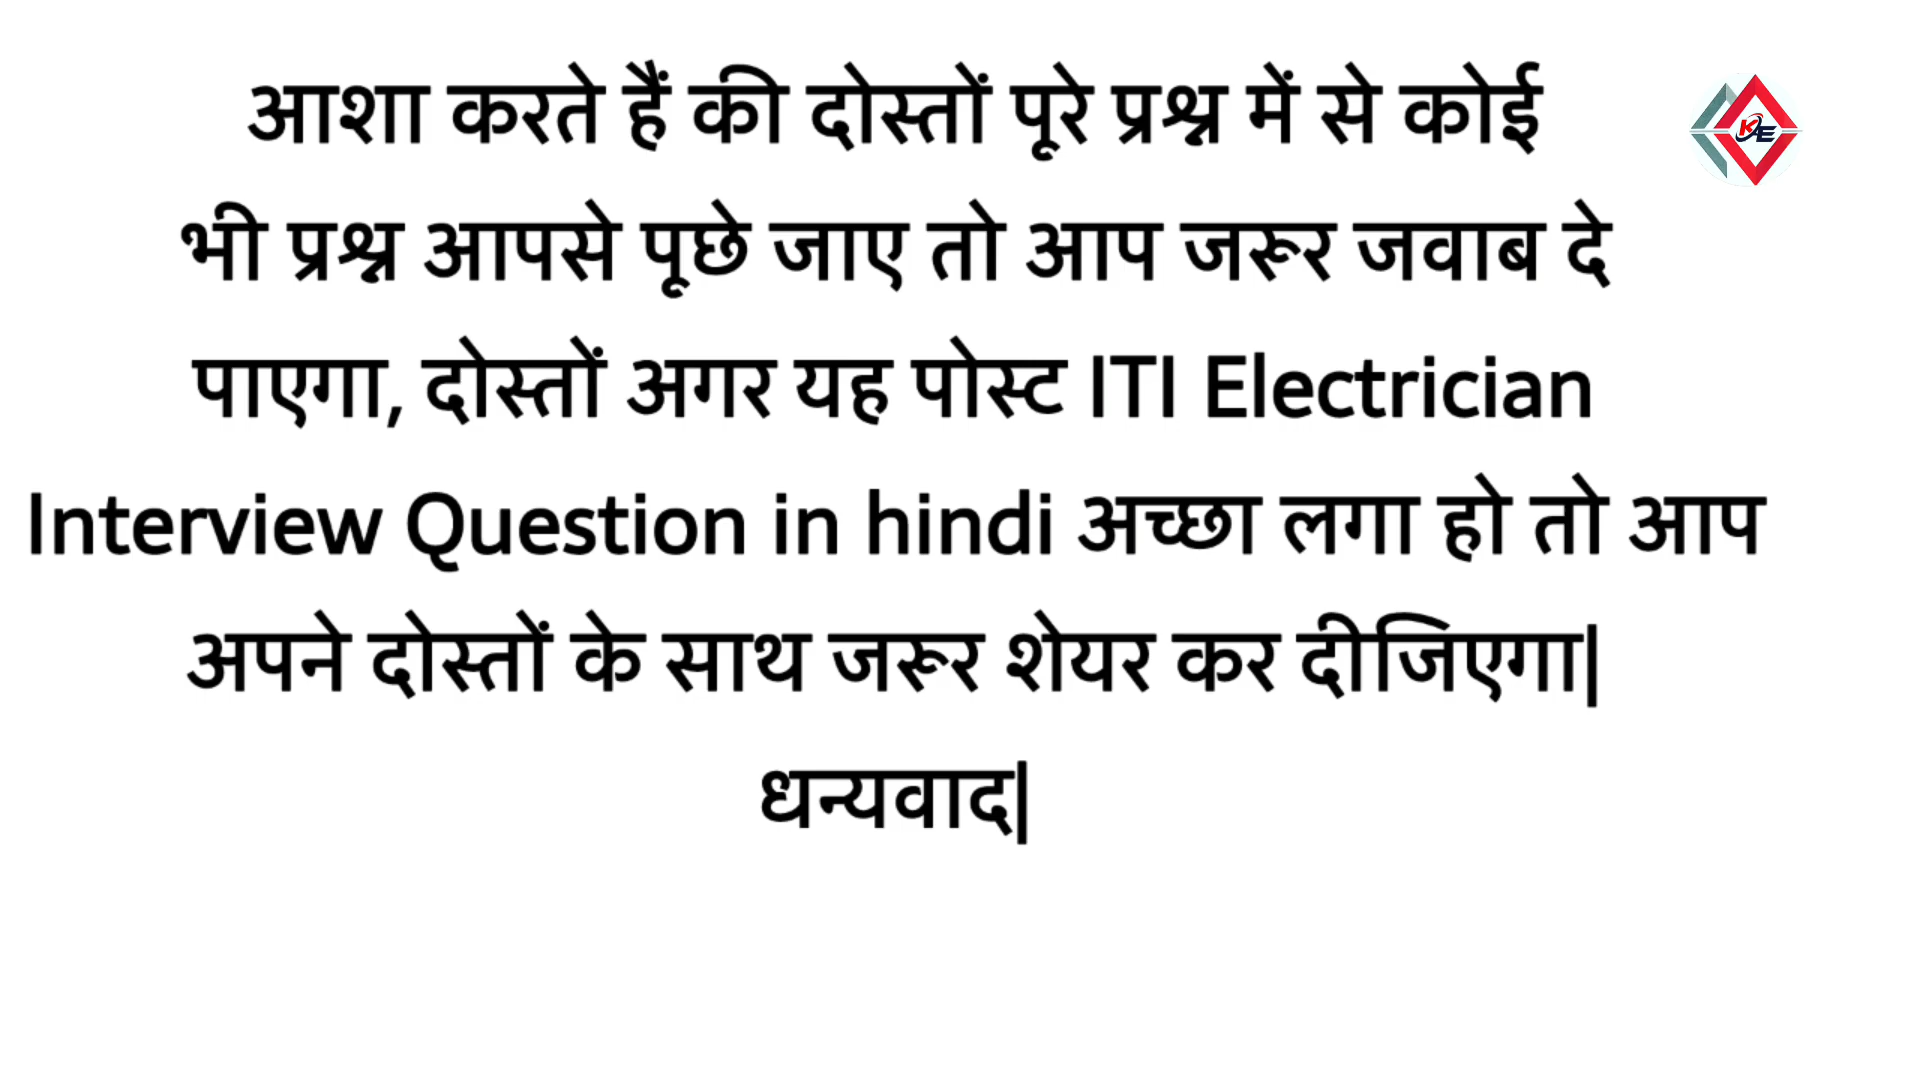 आशा करते हैं की दोस्तों पूरे प्रश्न में से कोई
भी प्रश्न आपसे पूछे जाए तो आप जरूर जवाब दे
पाएगा, दोस्तों अगर यह पोस्ट ITI Electrician
Interview Question in hindi अच्छा लगा हो तो आप
अपने दोस्तों के साथ जरूर शेयर कर दीजिएगा|
धन्यवाद|
KE